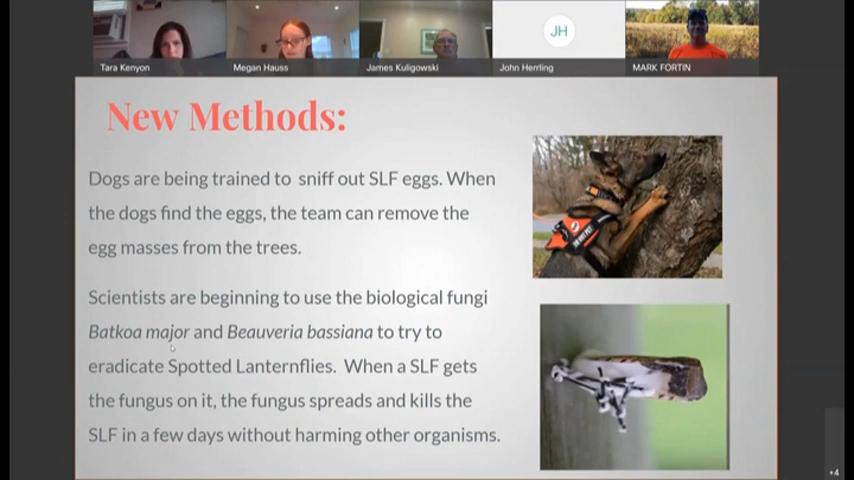 JH
Tara Kenyon
Megan Hauss
James Kuligowski
John Herrling
MARK FORTIN
New Methods:
Dogs are being trained to sniff out SLF eggs. When
the dogs find the eggs, the team can remove the
egg masses from the trees.
Scientists are beginning to use the biological fungi
Batkoa major and Beauveria bassiana to try to
eradicate Spotted Lanternflies. When a SLF gets
the fungus on it, the fungus spreads and kills the
SLF in a few days without harming other organisms.
+4